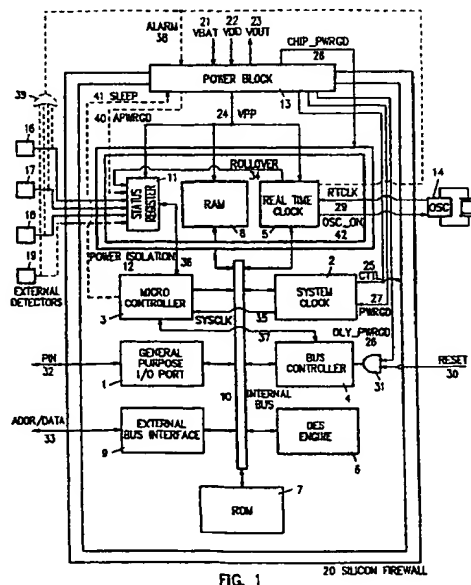 21 22 23
VBAT VDD VOUT
ALARM
38
CHIP_PWRGD
28
POWER BLOCK
13
41 SLEEP
40 APWRGD
24 VPP
39
16
17
18
19
EXTERNAL
DETECTORS
ROLLOVER
34
11
STATUS
REGISTER
RAM
8
REAL TIME
CLOCK
5
RTCLK
29
OSC_ON
42
14
OSC
POWER ISOLATION
12
36
MICRO
CONTROLLER
3
2
SYSTEM
CLOCK
25
CTTL
27
PWRGD
SYSCLK
35
37
DLY_PWRGD
26
PIN
32
GENERAL
PURPOSE
I/O PORT
1
BUS
CONTROLLER
4
31
RESET
30
10
INTERNAL
BUS
ADDR/DATA
33
EXTERNAL
BUS INTERFACE
9
DES
ENGINE
6
7
ROM
20 SILICON FIREWALL
FIG. 1